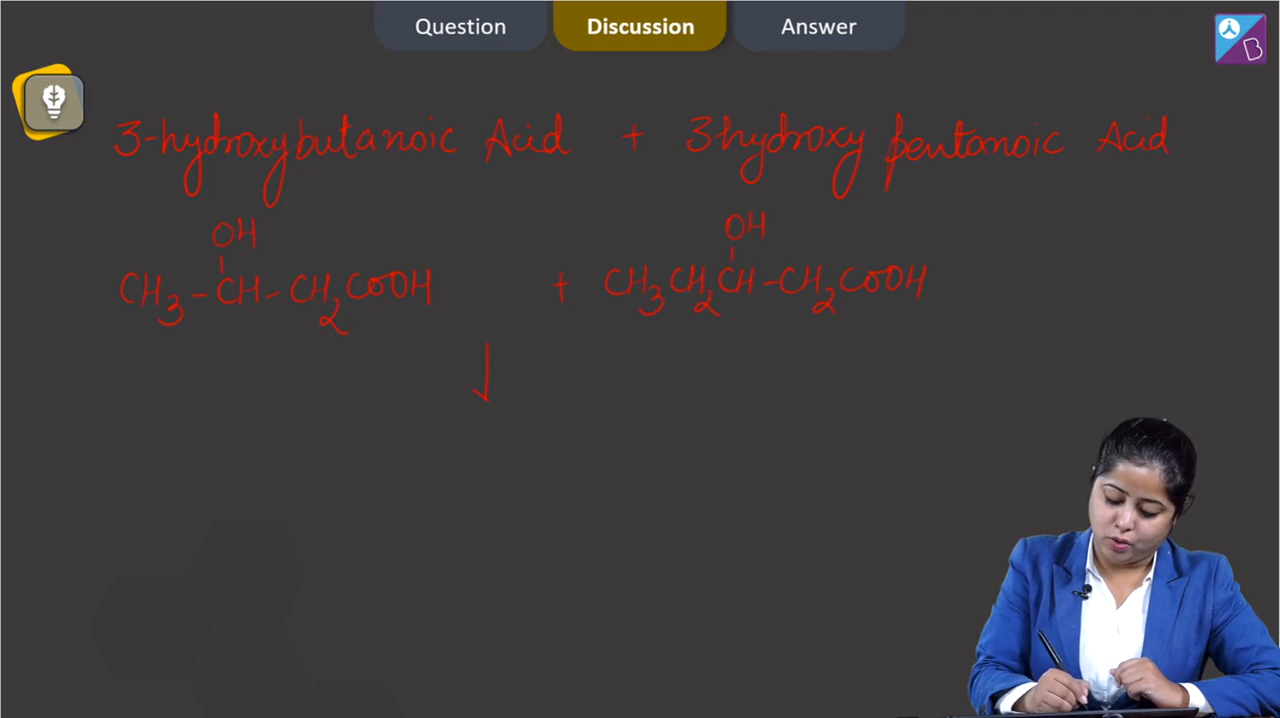 Question Discussion Answer
B
3-hydroxybutanoic Acid + 3hydroxy pentanoic Acid
OH OH
CH3-CH-CH2COOH + CH3CH2CH-CH2COOH